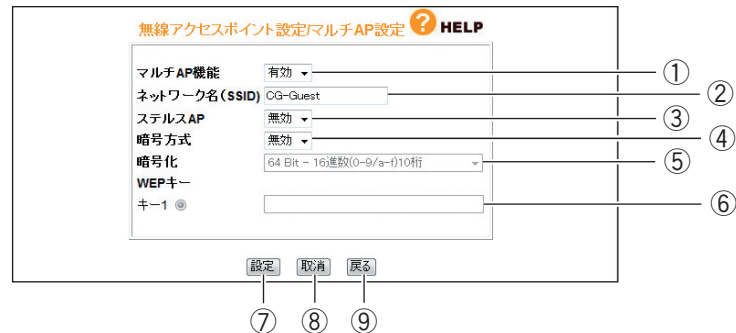 無線アクセスポイント設定/マルチAP設定 ? HELP
マルチAP機能 有効 ①
ネットワーク名(SSID) CG-Guest ②
ステルスAP 無効 ③
暗号方式 無効 ④
暗号化 64 Bit - 16進数(0-9/a-f)10桁 ⑤
WEPキー
キー1 ⑥
設定 取消 戻る
⑦ ⑧ ⑨